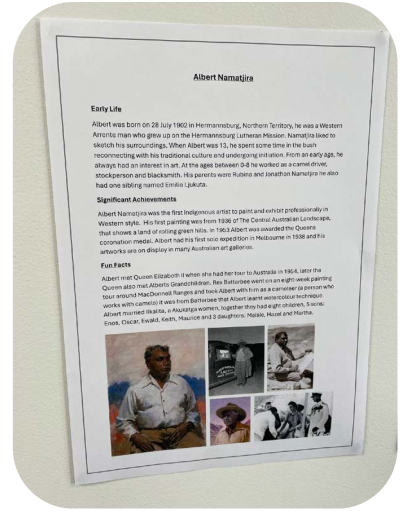 Albert Namatjira
Early Life
Albert was born on 28 July 1902 in Hermannsburg, Northern Territory, he was a Western
Arrente man who grew up on the Hermannsburg Lutheran Mission. Namatjira liked to
sketch his surroundings. When Albert was 13, he spent some time in the bush
reconnecting with his traditional culture and undergoing initiation. From an early age, he
always had an interest in art. At the ages between 0-8 he worked as a camel driver,
stockperson and blacksmith. His parents were Rubina and Jonathon Namatjira he also
had one sibling named Emilie Ljukuta.
Significant Achievements
Albert Namatjira was the first Indigenous artist to paint and exhibit professionally in
Western style. His first painting was from 1936 of The Central Australian Landscape,
that shows a land of rolling green hills. In 1953 Albert was awarded the Queens
coronation medal. Albert had his first solo expedition in Melbourne in 1938 and his
artworks are on display in many Australian art galleries.
Fun Facts
Albert met Queen Elizabeth II when she had her tour to Australia in 1954, later the
Queen also met Alberts Grandchildren. Rex Batterbee went on an eight-week painting
tour around MacDonnell Ranges and took Albert with him as a cameleer (a person who
works with camels) it was from Batterbee that Albert learnt watercolour technique.
Albert married Ilkalita, a Akukatja women, together they had eight children, 5 sons:
Enos, Oscar, Ewald, Keith, Maurice and 3 daughters: Maisie, Hazel and Martha.